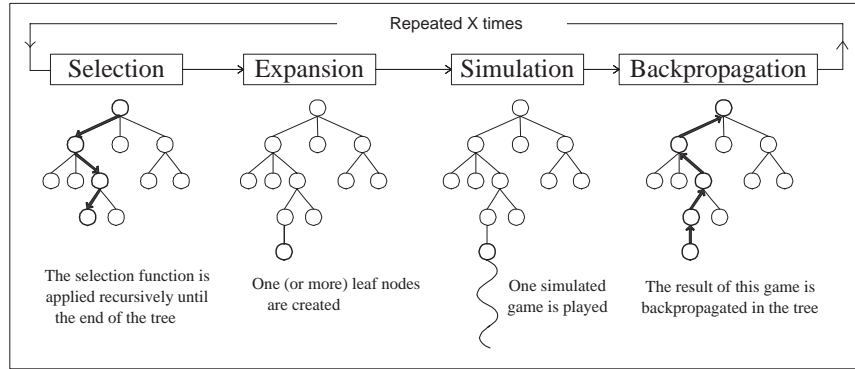 Repeated X times
Selection
Expansion
Simulation
Backpropagation
The selection function is
applied recursively until
the end of the tree
One (or more) leaf nodes
are created
One simulated
game is played
The result of this game is
backpropagated in the tree